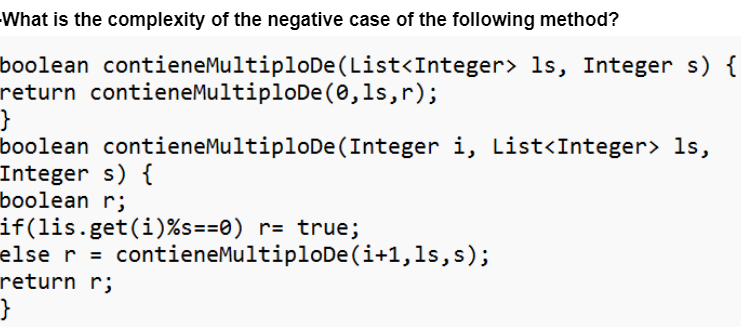 -What is the complexity of the negative case of the following method?
boolean contieneMultiploDe(List<Integer> ls, Integer s) {
return contieneMultiploDe(0,ls,r);
}
boolean contieneMultiploDe(Integer i, List<Integer> ls,
Integer s) {
boolean r;
if(lis.get(i)%s==0) r= true;
else r = contieneMultiploDe(i+1,ls,s);
return r;
}